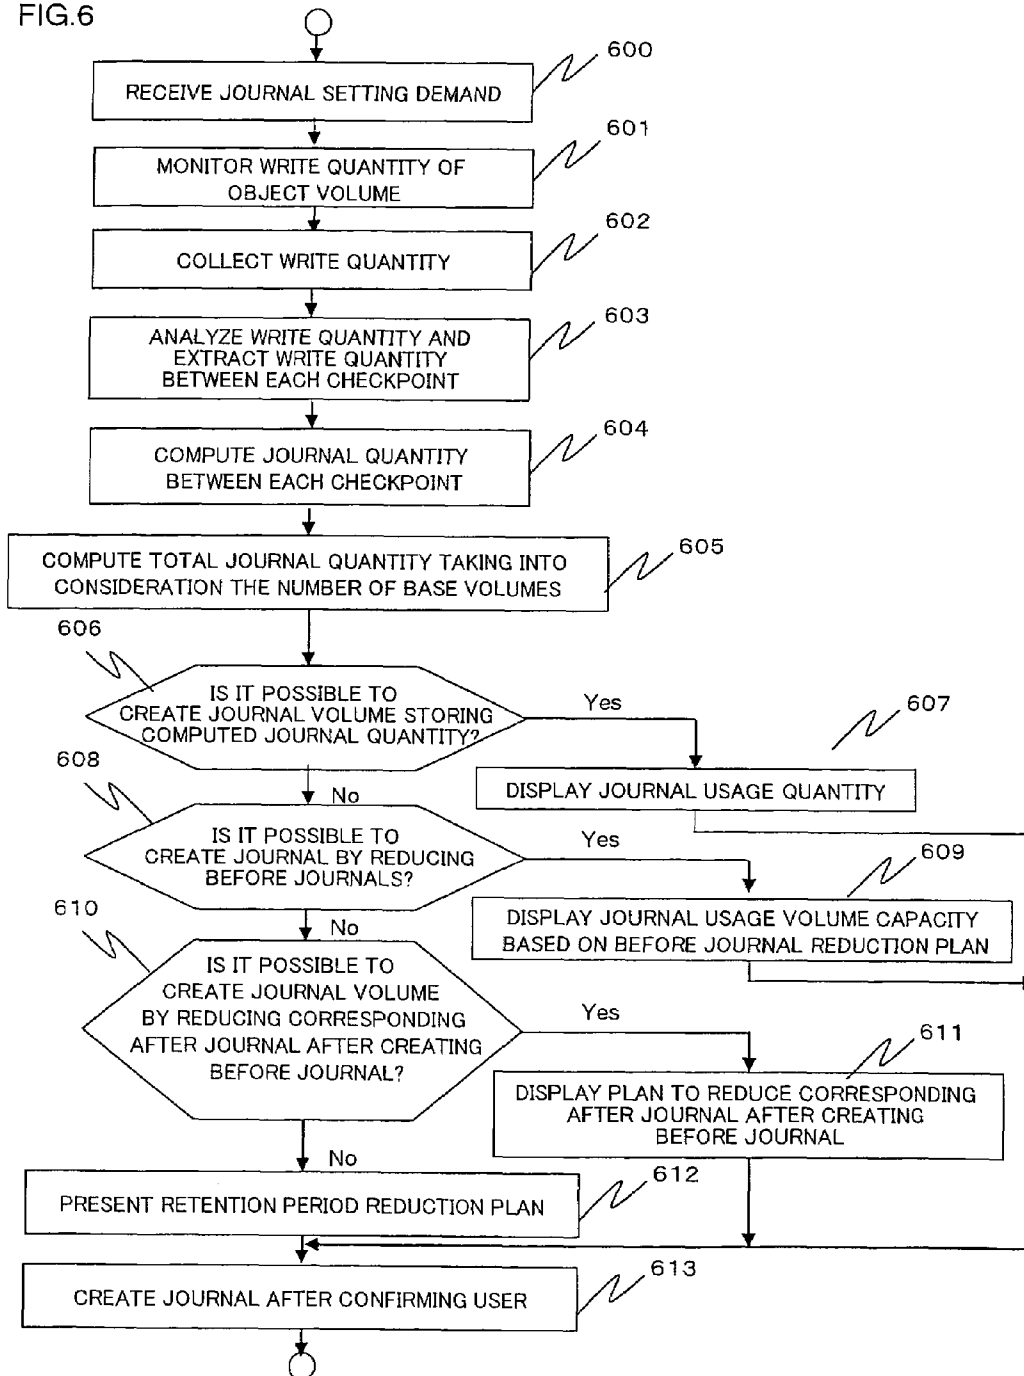 FIG.6
600
RECEIVE JOURNAL SETTING DEMAND
601
MONITOR WRITE QUANTITY OF
OBJECT VOLUME
602
COLLECT WRITE QUANTITY
603
ANALYZE WRITE QUANTITY AND
EXTRACT WRITE QUANTITY
BETWEEN EACH CHECKPOINT
604
COMPUTE JOURNAL QUANTITY
BETWEEN EACH CHECKPOINT
605
COMPUTE TOTAL JOURNAL QUANTITY TAKING INTO
CONSIDERATION THE NUMBER OF BASE VOLUMES
606
IS IT POSSIBLE TO
CREATE JOURNAL VOLUME STORING
COMPUTED JOURNAL QUANTITY?
Yes
607
DISPLAY JOURNAL USAGE QUANTITY
No
608
IS IT POSSIBLE TO
CREATE JOURNAL BY REDUCING
BEFORE JOURNALS?
Yes
609
DISPLAY JOURNAL USAGE VOLUME CAPACITY
BASED ON BEFORE JOURNAL REDUCTION PLAN
No
610
IS IT POSSIBLE TO
CREATE JOURNAL VOLUME
BY REDUCING CORRESPONDING
AFTER JOURNAL AFTER CREATING
BEFORE JOURNAL?
Yes
611
DISPLAY PLAN TO REDUCE CORRESPONDING
AFTER JOURNAL AFTER CREATING
BEFORE JOURNAL
No
612
PRESENT RETENTION PERIOD REDUCTION PLAN
613
CREATE JOURNAL AFTER CONFIRMING USER